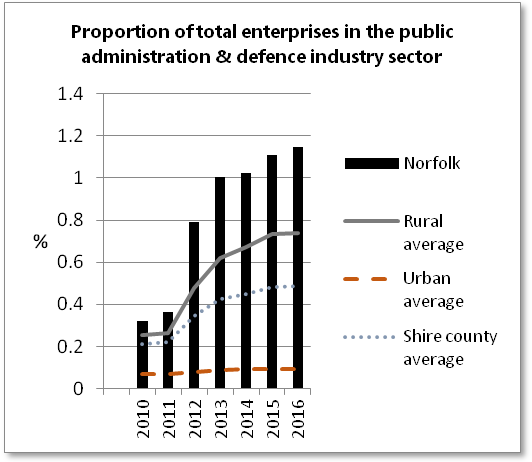 Proportion of total enterprises in the public
administration & defence industry sector
1.4
1.2
1
0.8
0.6
0.4
0.2
0
%
2010
2011
2012
2013
2014
2015
2016
Norfolk
Rural
average
Urban
average
Shire county
average